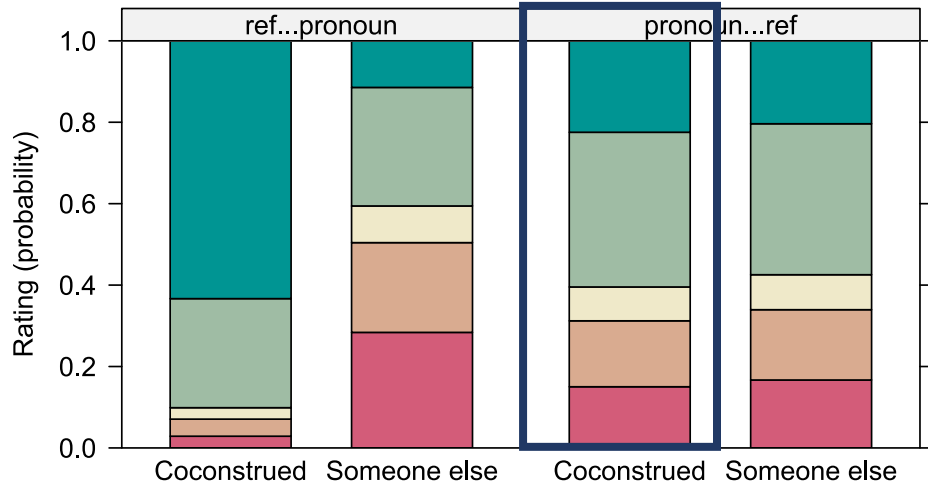 ref...pronoun pronoun...ref
1.0
0.8
0.6
0.4
0.2
0.0
Rating (probability)
Coconstrued Someone else Coconstrued Someone else